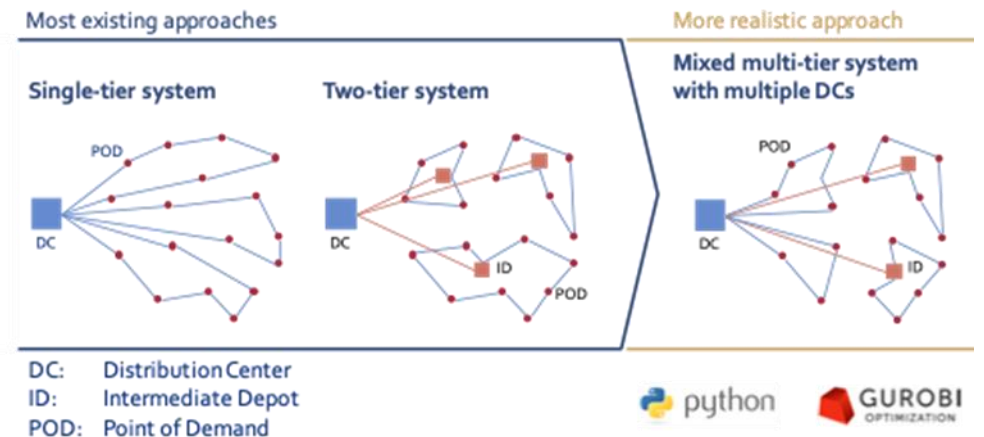 Most existing approaches
More realistic approach
Single-tier system
Two-tier system
Mixed multi-tier system
with multiple DCs
POD
DC
DC
ID
POD
POD
DC
ID
DC: Distribution Center
ID: Intermediate Depot
POD: Point of Demand
python
GUROBI
OPTIMIZATION